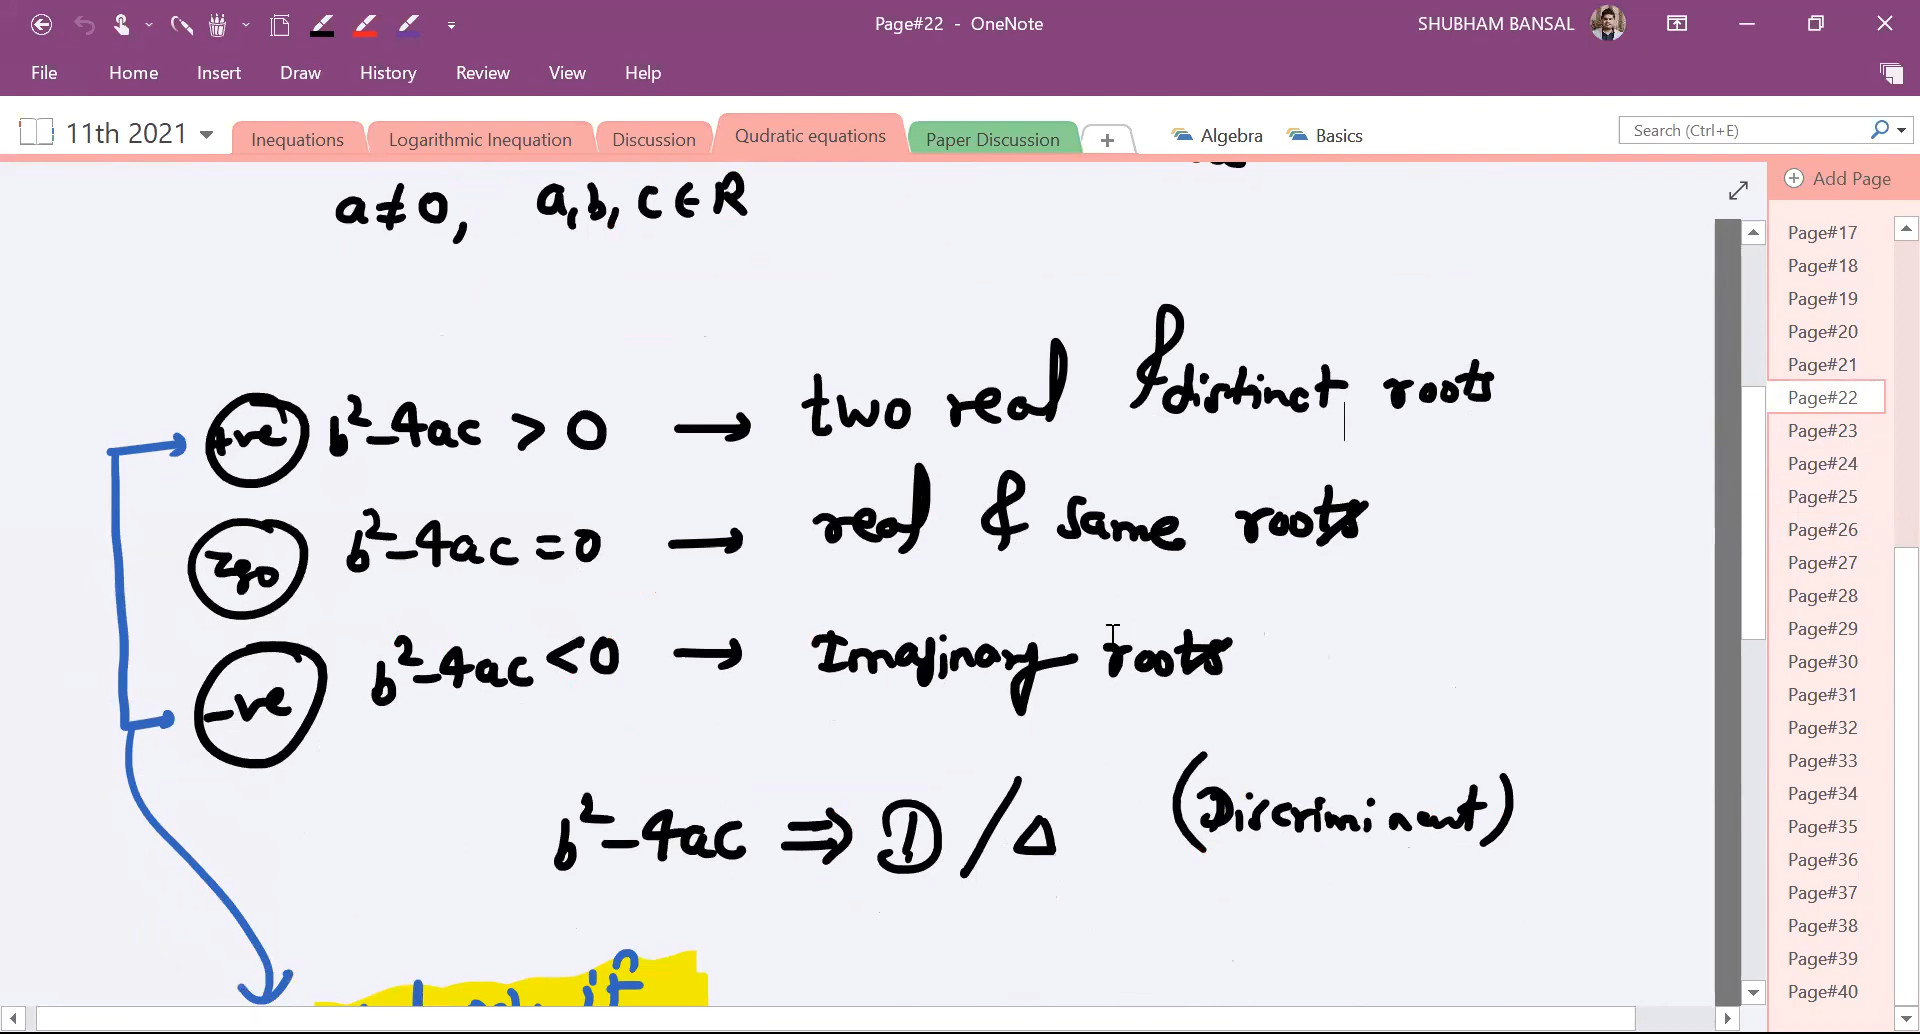 Page#22 - OneNote
SHUBHAM BANSAL
File Home Insert Draw History Review View Help
11th 2021
Inequations Logarithmic Inequation Discussion Qudratic equations Paper Discussion + Algebra Basics
Search (Ctrl+E)
Add Page
a≠0, a,b, c∈R
+ve b²-4ac > 0 → two real & distinct roots
zero b²-4ac = 0 → real & same roots
-ve b²-4ac < 0 → Imajinary roots
b²-4ac ⇒ D/Δ (Discriminant)
if
Page#17
Page#18
Page#19
Page#20
Page#21
Page#22
Page#23
Page#24
Page#25
Page#26
Page#27
Page#28
Page#29
Page#30
Page#31
Page#32
Page#33
Page#34
Page#35
Page#36
Page#37
Page#38
Page#39
Page#40